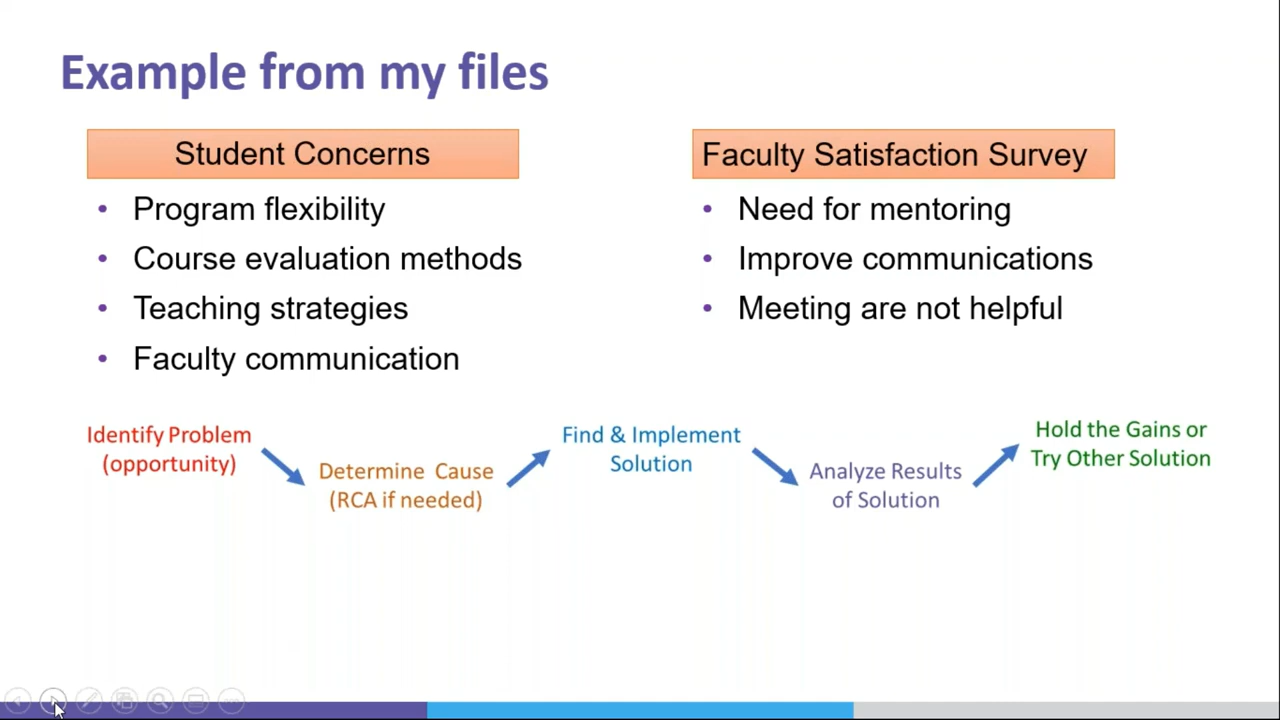 Example from my files
Student Concerns
• Program flexibility
• Course evaluation methods
• Teaching strategies
• Faculty communication
Faculty Satisfaction Survey
• Need for mentoring
• Improve communications
• Meeting are not helpful
Identify Problem
(opportunity)
Determine Cause
(RCA if needed)
Find & Implement
Solution
Analyze Results
of Solution
Hold the Gains or
Try Other Solution